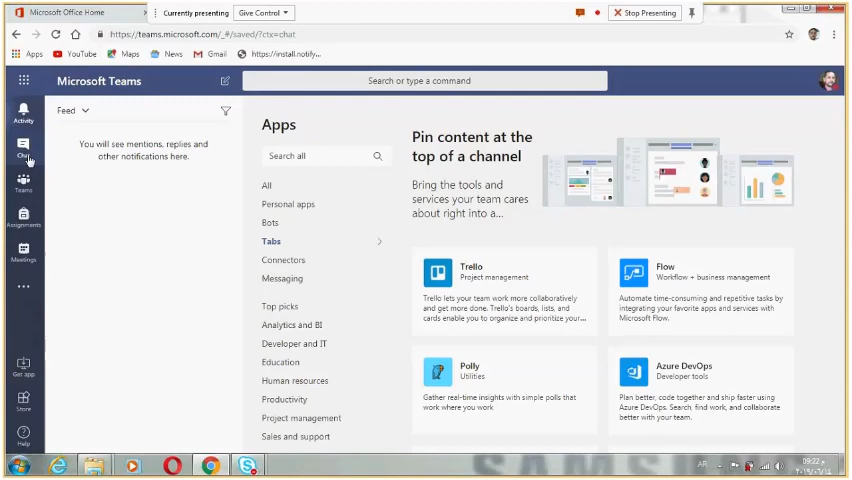 Microsoft Office Home
Currently presenting
Give Control
Stop Presenting
https://teams.microsoft.com/_#/saved/?ctx=chat
Apps
YouTube
Maps
News
Gmail
https://install.notify...
Microsoft Teams
Search or type a command
Activity
Chat
Teams
Assignments
Meetings
Get app
Store
Help
Feed
You will see mentions, replies and
other notifications here.
Apps
Search all
All
Personal apps
Bots
Tabs
Connectors
Messaging
Top picks
Analytics and BI
Developer and IT
Education
Human resources
Productivity
Project management
Sales and support
Pin content at the
top of a channel
Bring the tools and
services your team cares
about right into a...
Trello
Project management
Trello lets your team work more collaboratively
and get more done. Trello's boards, lists, and
cards enable you to organize and prioritize your...
Flow
Workflow + business management
Automate time-consuming and repetitive tasks by
integrating your favorite apps and services with
Microsoft Flow.
Polly
Utilities
Gather real-time insights with simple polls that
work where you work
Azure DevOps
Developer tools
Plan better, code together and ship faster using
Azure DevOps. Search, find work, and collaborate
better with your team.
SAMSUNG
AR
09:22 م